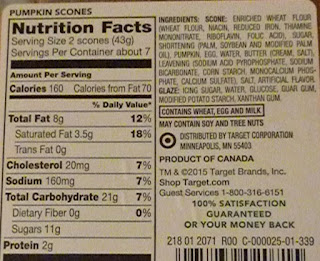 PUMPKIN SCONES
Nutrition Facts
Serving Size 2 scones (43g)
Servings Per Container about 7
Amount Per Serving
Calories 160 Calories from Fat 70
% Daily Value*
Total Fat 8g 12%
Saturated Fat 3.5g 18%
Trans Fat 0g
Cholesterol 20mg 7%
Sodium 160mg 7%
Total Carbohydrate 21g 7%
Dietary Fiber 0g 0%
Sugars 11g
Protein 2g
INGREDIENTS: SCONE: ENRICHED WHEAT FLOUR
(WHEAT FLOUR, NIACIN, REDUCED IRON, THIAMINE
MONONITRATE, RIBOFLAVIN, FOLIC ACID), SUGAR,
SHORTENING (PALM, SOYBEAN AND MODIFIED PALM
OIL), PUMPKIN, EGG, WATER, BUTTER (CREAM, SALT),
LEAVENING (SODIUM ACID PYROPHOSPHATE, SODIUM
BICARBONATE, CORN STARCH, MONOCALCIUM PHOS-
PHATE, CALCIUM SULFATE), SALT, ARTIFICIAL FLAVOR.
GLAZE: ICING SUGAR, WATER, GLUCOSE, GUAR GUM,
MODIFIED POTATO STARCH, XANTHAN GUM.
CONTAINS WHEAT, EGG AND MILK
MAY CONTAIN SOY AND TREE NUTS
DISTRIBUTED BY TARGET CORPORATION
MINNEAPOLIS, MN 55403
PRODUCT OF CANADA
TM & ©2015 Target Brands, Inc.
Shop Target.com
Guest Services 1-800-316-6151
100% SATISFACTION
GUARANTEED
OR YOUR MONEY BACK
218 01 2071 R00 C-000025-01-339